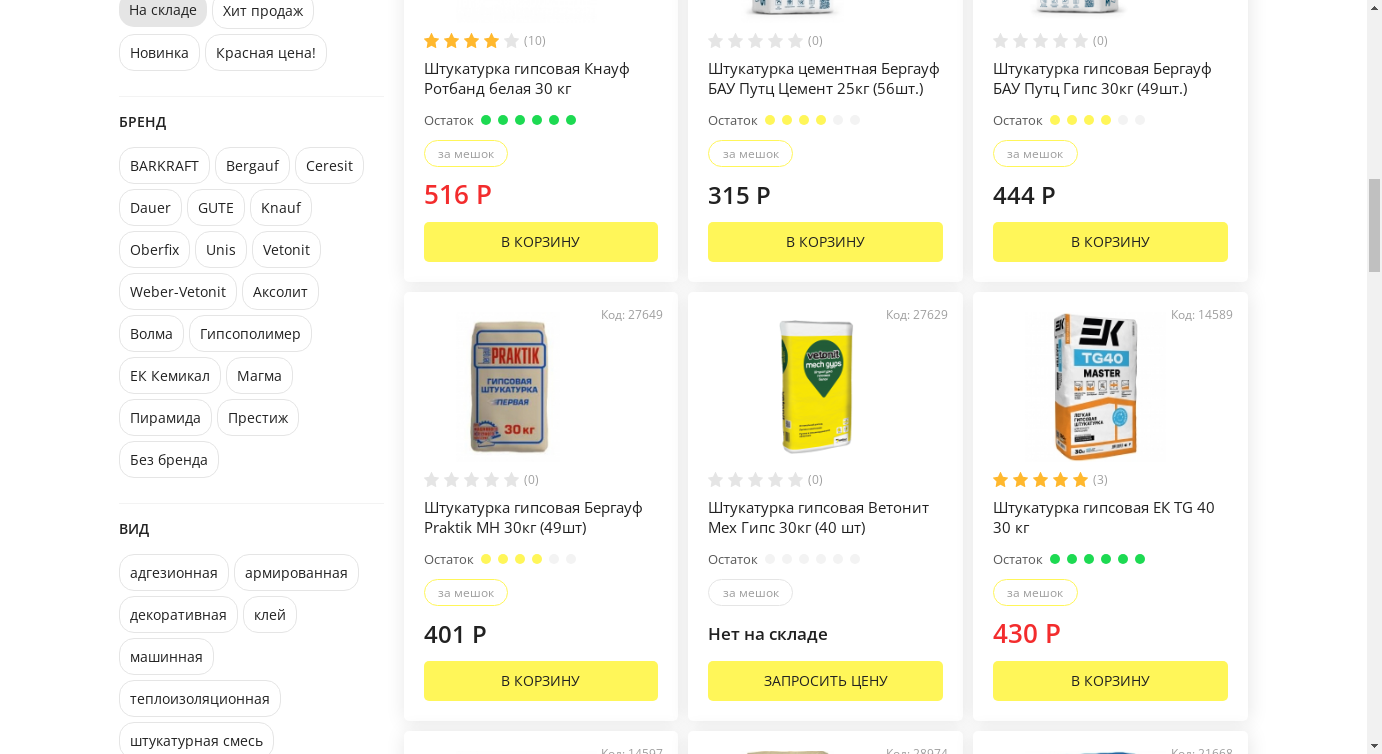 На складе
Хит продаж
Новинка
Красная цена!
БРЕНД
BARKRAFT
Bergauf
Ceresit
Dauer
GUTE
Knauf
Oberfix
Unis
Vetonit
Weber-Vetonit
Аксолит
Волма
Гипсополимер
ЕК Кемикал
Магма
Пирамида
Престиж
Без бренда
ВИД
адгезионная
армированная
декоративная
клей
машинная
теплоизоляционная
штукатурная смесь
(10)
Штукатурка гипсовая Кнауф
Ротбанд белая 30 кг
Остаток
за мешок
516 Р
В КОРЗИНУ
(0)
Штукатурка цементная Бергауф
БАУ Путц Цемент 25кг (56шт.)
Остаток
за мешок
315 Р
В КОРЗИНУ
(0)
Штукатурка гипсовая Бергауф
БАУ Путц Гипс 30кг (49шт.)
Остаток
за мешок
444 Р
В КОРЗИНУ
Код: 27649
PRAKTIK
ГИПСОВАЯ
ШТУКАТУРКА
ПЕРВАЯ
30 кг
(0)
Штукатурка гипсовая Бергауф
Praktik МН 30кг (49шт)
Остаток
за мешок
401 Р
В КОРЗИНУ
Код: 27629
vetonit
mech gyps
(0)
Штукатурка гипсовая Ветонит
Мех Гипс 30кг (40 шт)
Остаток
за мешок
Нет на складе
ЗАПРОСИТЬ ЦЕНУ
Код: 14589
ЕК
TG40
MASTER
ЛЕГКАЯ
ГИПСОВАЯ
ШТУКАТУРКА
(3)
Штукатурка гипсовая ЕК TG 40
30 кг
Остаток
за мешок
430 Р
В КОРЗИНУ
Код: 14597
Код: 28974
Код: 21668